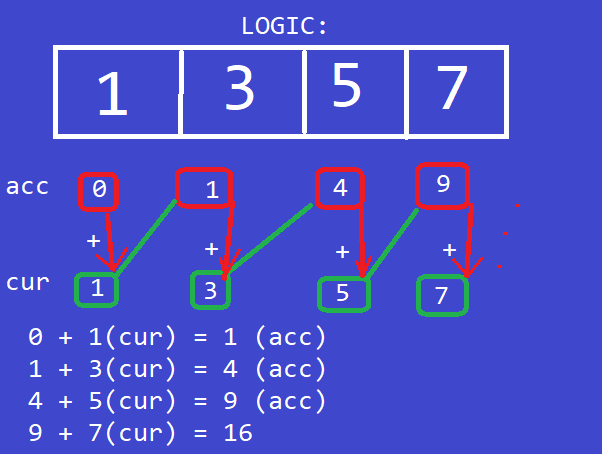 LOGIC:
1 3 5 7
acc 0 1 4 9
+ + + +
cur 1 3 5 7
0 + 1(cur) = 1 (acc)
1 + 3(cur) = 4 (acc)
4 + 5(cur) = 9 (acc)
9 + 7(cur) = 16